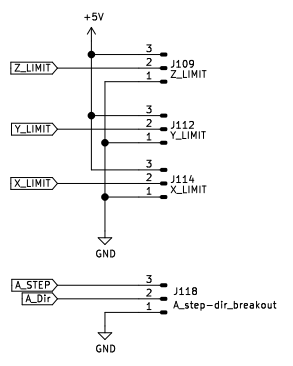 +5V
3
Z_LIMIT 2 J109
1 Z_LIMIT
3
Y_LIMIT 2 J112
1 Y_LIMIT
3
X_LIMIT 2 J114
1 X_LIMIT
GND
A_STEP 3
A_Dir 2 J118
1 A_step-dir_breakout
GND